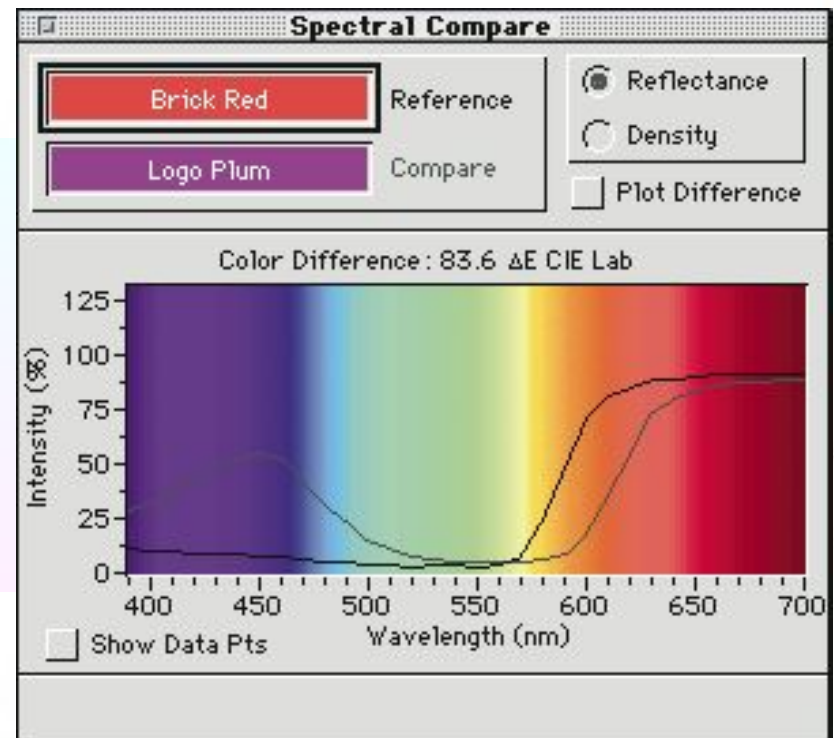 Spectral Compare
Brick Red Reference
Logo Plum Compare
Reflectance
Density
Plot Difference
Color Difference : 83.6 ΔE CIE Lab
Intensity (%)
125
100
75
50
25
0
400 450 500 550 600 650 700
Wavelength (nm)
Show Data Pts